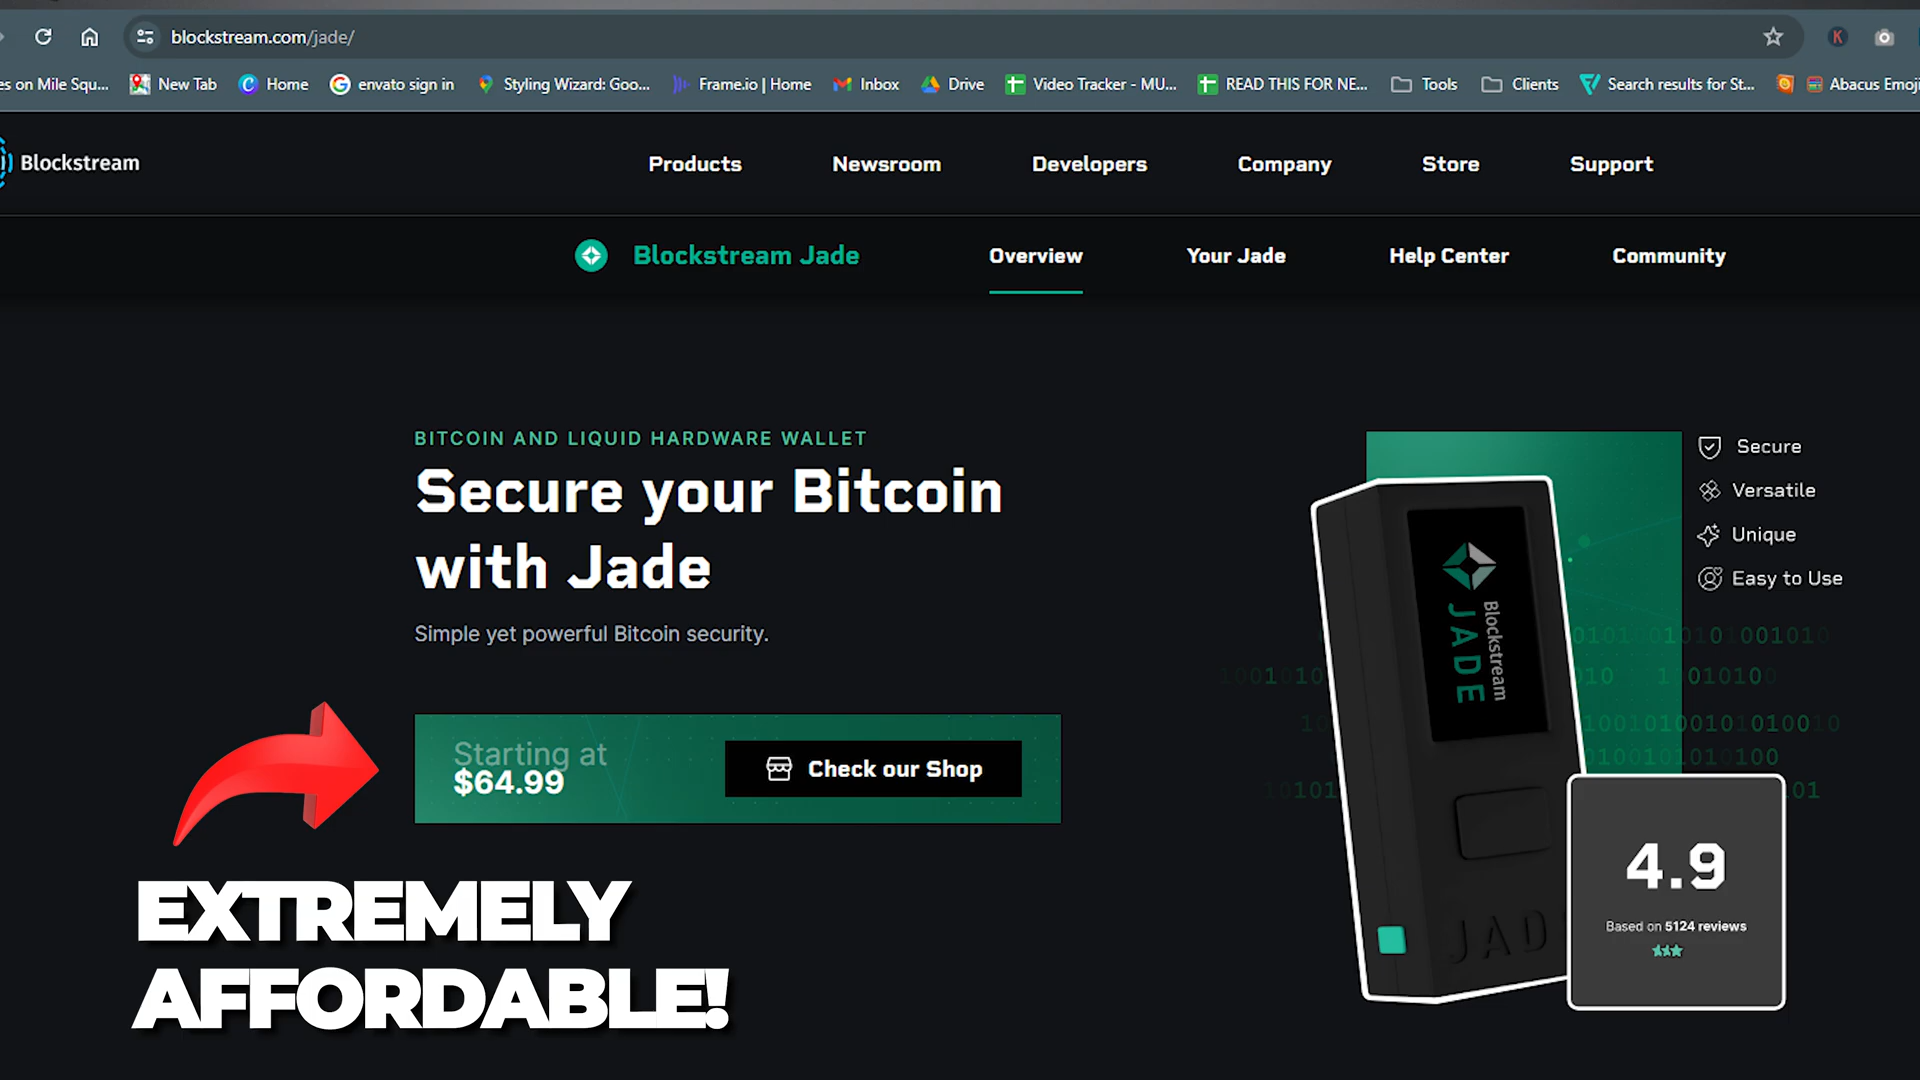 blockstream.com/jade/
es on Mile Squ...
New Tab
Home
envato sign in
Styling Wizard: Goo...
Frame.io | Home
Inbox
Drive
Video Tracker - MU...
READ THIS FOR NE...
Tools
Clients
Search results for St...
Abacus Emoji
Blockstream
Products
Newsroom
Developers
Company
Store
Support
Blockstream Jade
Overview
Your Jade
Help Center
Community
BITCOIN AND LIQUID HARDWARE WALLET
Secure your Bitcoin
with Jade
Simple yet powerful Bitcoin security.
Starting at
$64.99
Check our Shop
EXTREMELY
AFFORDABLE!
Secure
Versatile
Unique
Easy to Use
Blockstream
JADE
JAD
4.9
Based on 5124 reviews